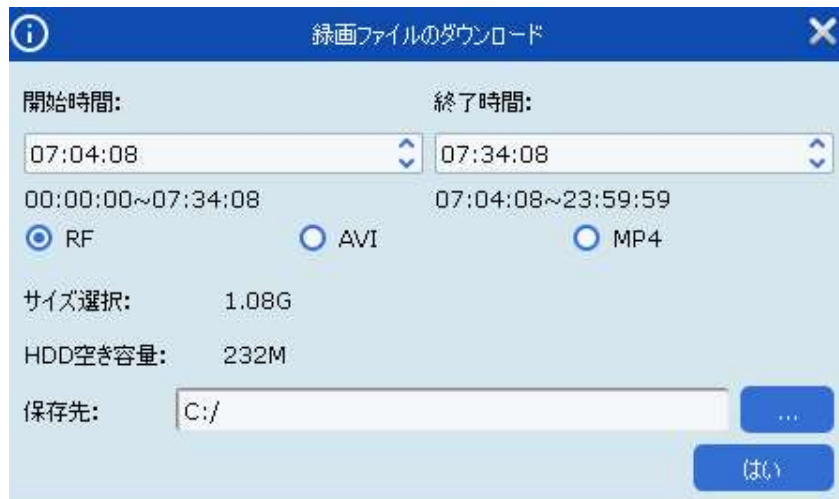 録画ファイルのダウンロード
開始時間: 終了時間:
07:04:08 07:34:08
00:00:00~07:34:08 07:04:08~23:59:59
RF AVI MP4
サイズ選択: 1.08G
HDD空き容量: 232M
保存先: C:/ ...
はい